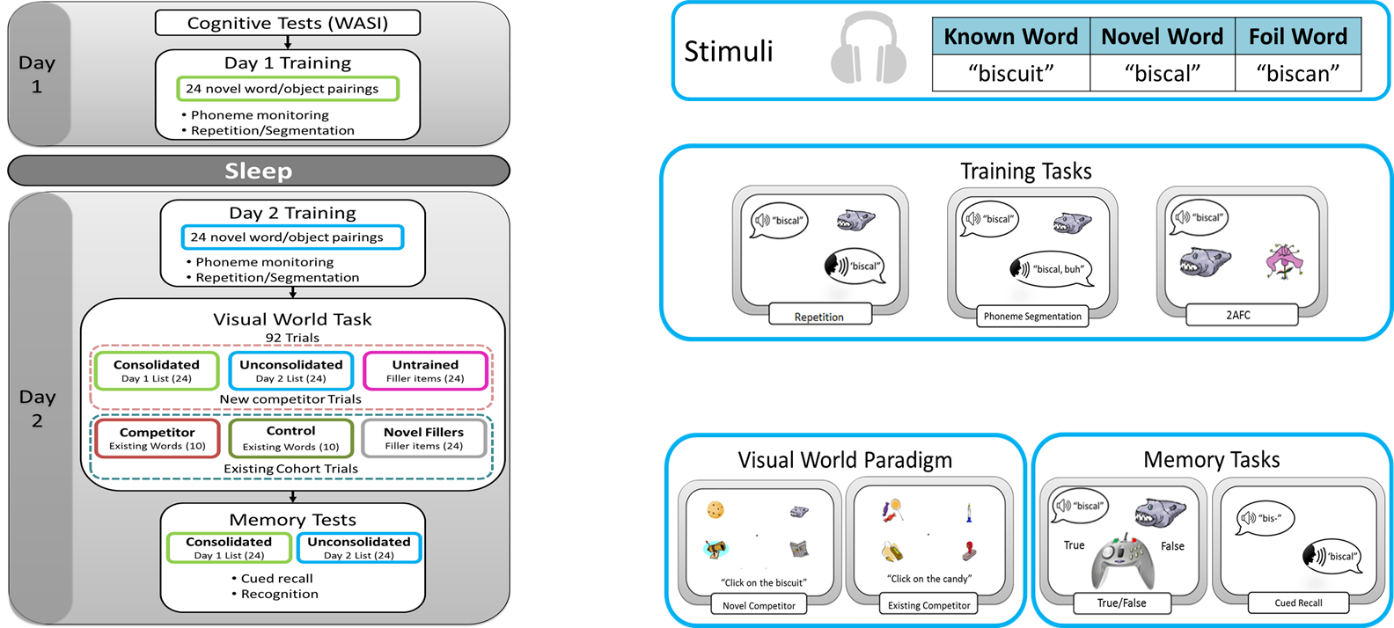 Day
1
Cognitive Tests (WASI)
Day 1 Training
24 novel word/object pairings
• Phoneme monitoring
• Repetition/Segmentation
Sleep
Day
2
Day 2 Training
24 novel word/object pairings
• Phoneme monitoring
• Repetition/Segmentation
Visual World Task
92 Trials
Consolidated
Day 1 List (24)
Unconsolidated
Day 2 List (24)
Untrained
Filler items (24)
New competitor Trials
Competitor
Existing Words (10)
Control
Existing Words (10)
Novel Fillers
Filler items (24)
Existing Cohort Trials
Memory Tests
Consolidated
Day 1 List (24)
Unconsolidated
Day 2 List (24)
• Cued recall
• Recognition
Stimuli
Known Word Novel Word Foil Word
"biscuit" "biscal" "biscan"
Training Tasks
"biscal"
'biscal"
Repetition
"biscal"
"biscal, buh"
Phoneme Segmentation
"biscal"
2AFC
Visual World Paradigm
"Click on the biscuit"
Novel Competitor
"Click on the candy"
Existing Competitor
Memory Tasks
"biscal"
True False
True/False
"bis-"
'biscal"
Cued Recall